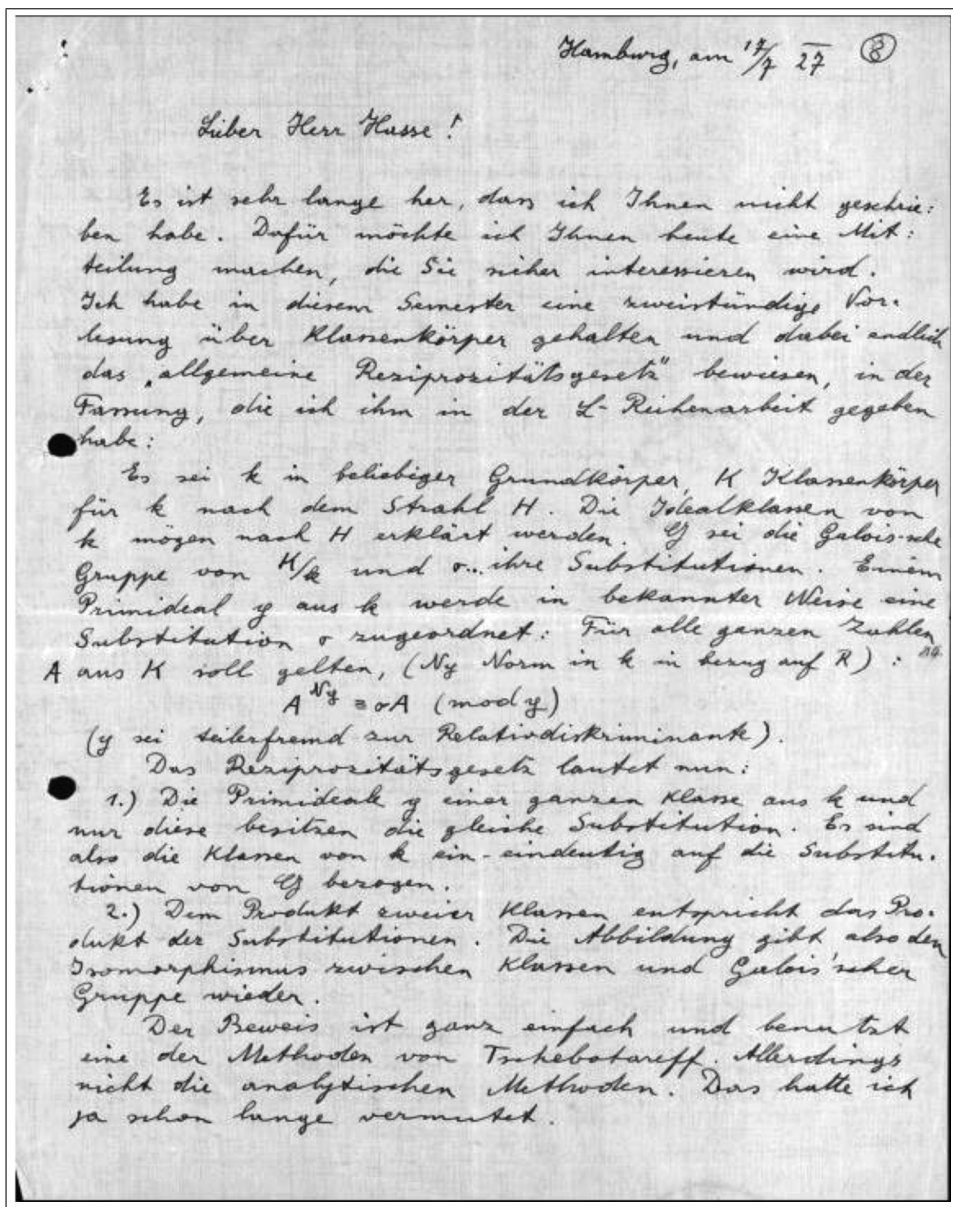 Hamburg, am 17/7 27 ⑧
Lieber Herr Hasse!
Es ist sehr lange her, dass ich Ihnen nicht geschrie:
ben habe. Dafür möchte ich Ihnen heute eine Mit:
teilung machen, die Sie sicher interessieren wird.
Ich habe in diesem Semester eine zweistündige Vor-
lesung über Klassenkörper gehalten und dabei endlich
das „allgemeine Reziprozitätsgesetz" bewiesen, in der
Fassung, die ich ihm in der L-Reihenarbeit gegeben
habe:
Es sei k in beliebiger Grundkörper, K Klassenkörper
für k nach dem Strahl H. Die Idealklassen von
k mögen nach H erklärt werden. G sei die Galois-sche
Gruppe von K/k und σ... ihre Substitutionen. Einem
Primideal y aus k werde in bekannter Weise eine
Substitution σ zugeordnet: Für alle ganzen Zahlen
A aus K soll gelten, (Ny Norm in k in bezug auf R):
A^Ny ≡ σA (mod y)
(y sei teilerfremd zur Relativdiskriminante).
Das Reziprozitätsgesetz lautet nun:
1.) Die Primideale y einer ganzen Klasse aus k und
nur diese besitzen die gleiche Substitution. Es sind
also die Klassen von k ein-eindeutig auf die Substitu-
tionen von G bezogen.
2.) Dem Produkt zweier Klassen entspricht das Pro-
dukt der Substitutionen. Die Abbildung gibt also den
Isomorphismus zwischen Klassen und Galois'scher
Gruppe wieder.
Der Beweis ist ganz einfach und benutzt
eine der Methoden von Tschebotareff. Allerdings
nicht die analytischen Methoden. Das hatte ich
ja schon lange vermutet.